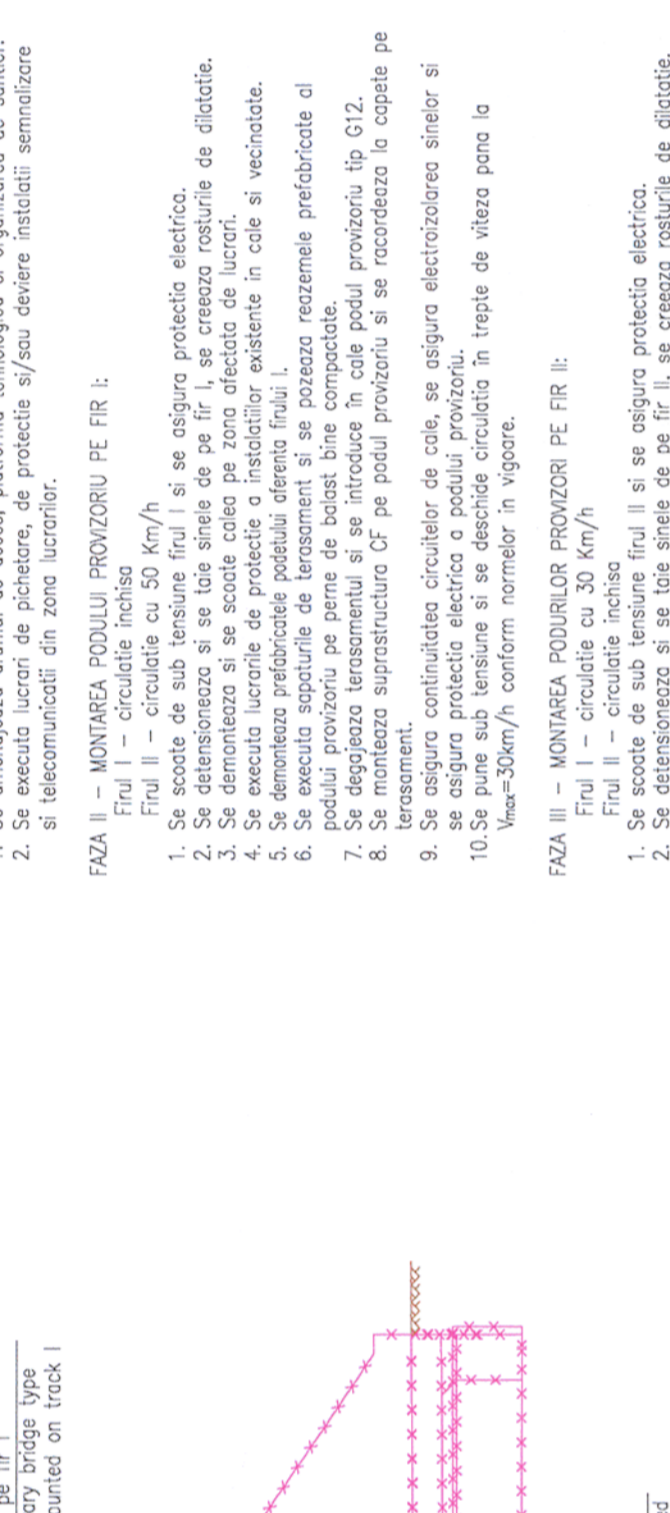 2. Se executa lucrari de pichetare, de protectie si/sau deviere instalatii semnalizare
si telecomunicatii din zona lucrarilor.
FAZA II – MONTAREA PODULUI PROVIZORIU PE FIR I:
Firul I – circulatie inchisa
Firul II – circulatie cu 50 Km/h
1. Se scoate de sub tensiune firul I si se asigura protectia electrica.
2. Se detensioneaza si se taie sinele de pe fir I, se creeaza rosturile de dilatatie.
3. Se demonteaza si se scoate calea pe zona afectata de lucrari.
4. Se executa lucrarile de protectie a instalatiilor existente in cale si vecinatate.
5. Se demonteaza prefabricatele podetului aferenta firului I.
6. Se executa sapaturile de terasament si se pozeaza reazemele prefabricate al
podului provizoriu pe perne de balast bine compactate.
7. Se degajeaza terasamentul si se introduce în cale podul provizoriu tip G12.
8. Se monteaza suprastructura CF pe podul provizoriu si se racordeaza la capete pe
terasament.
9. Se asigura continuitatea circuitelor de cale, se asigura electroizolarea sinelor si
se asigura protectia electrica a podului provizoriu.
10. Se pune sub tensiune si se deschide circulatia în trepte de viteza pana la
Vmax=30km/h conform normelor in vigoare.
FAZA III – MONTAREA PODURILOR PROVIZORI PE FIR II:
Firul I – circulatie cu 30 Km/h
Firul II – circulatie inchisa
1. Se scoate de sub tensiune firul II si se asigura protectia electrica.
2. Se detensioneaza si se taie sinele de pe fir II, se creeaza rosturile de dilatatie.
pe fir I
ary bridge type
ounted on track I
ed